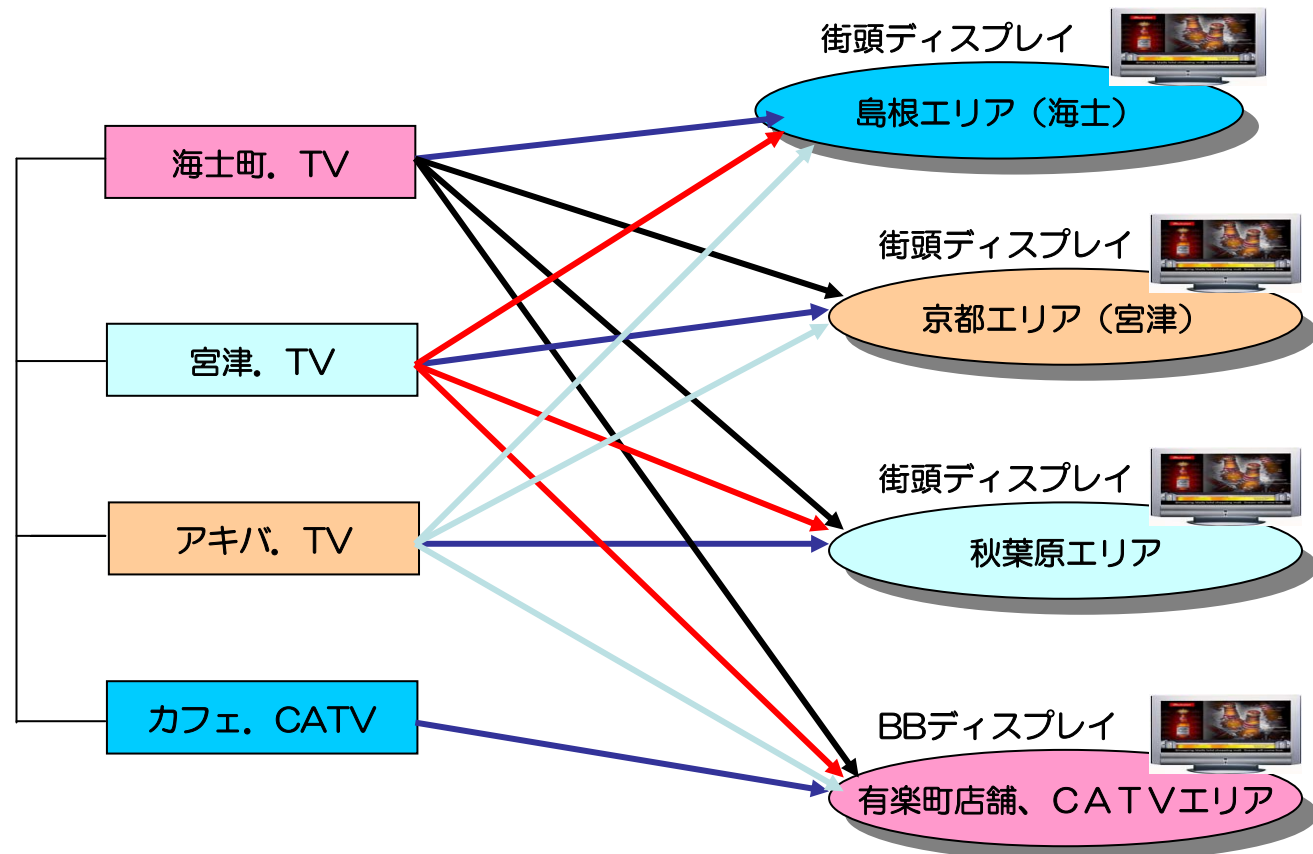 街頭ディスプレイ
島根エリア（海士）
海士町．ＴＶ
街頭ディスプレイ
京都エリア（宮津）
宮津．ＴＶ
街頭ディスプレイ
秋葉原エリア
アキバ．ＴＶ
カフェ．CATV
BBディスプレイ
有楽町店舗、ＣＡＴＶエリア